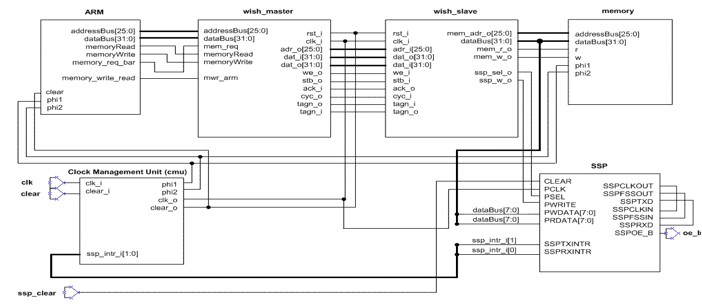 ARM
wish_master
wish_slave
memory
addressBus[25:0]
dataBus[31:0]
memoryRead
memoryWrite
memory_req_bar
memory_write_read
clear
phi1
phi2
addressBus[25:0]
dataBus[31:0]
mem_req
memoryRead
memoryWrite
mwr_arm
rst_i
clk_i
adr_o[25:0]
dat_i[31:0]
dat_o[31:0]
we_o
stb_o
ack_i
cyc_o
tagn_o
tagn_i
rst_i
clk_i
adr_i[25:0]
dat_o[31:0]
dat_i[31:0]
we_i
stb_i
ack_o
cyc_i
tagn_i
tagn_o
mem_adr_o[25:0]
dataBus[31:0]
mem_r_o
mem_w_o
ssp_sel_o
ssp_w_o
addressBus[25:0]
dataBus[31:0]
r
w
phi1
phi2
Clock Management Unit (cmu)
clk
clear
clk_i
clear_i
phi1
phi2
clk_o
clear_o
ssp_intr_i[1:0]
SSP
CLEAR
PCLK
PSEL
PWRITE
dataBus[7:0]
PWDATA[7:0]
dataBus[7:0]
PRDATA[7:0]
ssp_intr_i[1]
SSPTXINTR
ssp_intr_i[0]
SSPRXINTR
SSPCLKOUT
SSPFSSOUT
SSPTXD
SSPCLKIN
SSPFSSIN
SSPRXD
SSPOE_B
oe_b
ssp_clear